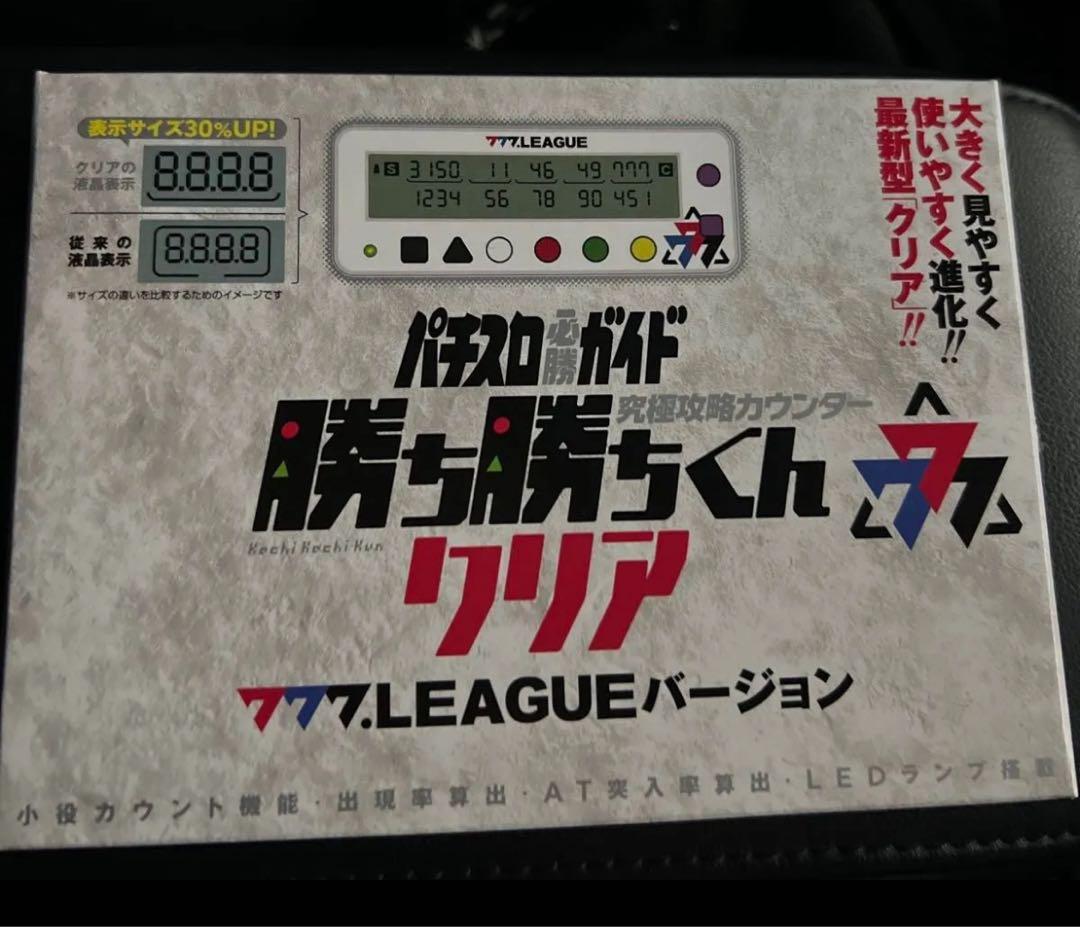 表示サイズ30%UP!
クリアの
液晶表示
8.8.8.8
従来の
液晶表示
8.8.8.8
※サイズの違いを比較するためのイメージです
777.LEAGUE
S 3150 11 46 49 777 C
1234 56 78 90 451
777
大きく見やすく
使いやすく進化!!
最新型「クリア」!!
パチスロ必勝ガイド
究極攻略カウンター
勝ち勝ちくん
Kachi Kachi Kun
クリア
777
777.LEAGUEバージョン
小役カウント機能・出現率算出・AT突入率算出・LEDランプ搭載